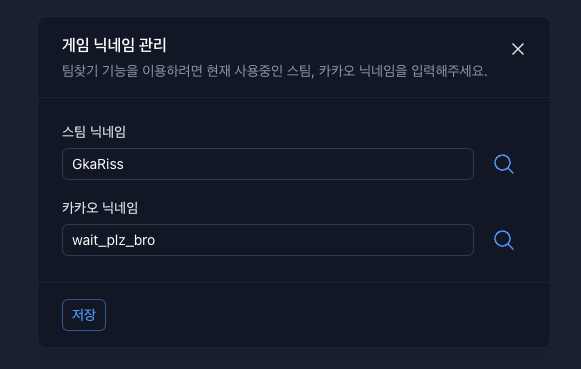 게임 닉네임 관리
팀찾기 기능을 이용하려면 현재 사용중인 스팀, 카카오 닉네임을 입력해주세요.
스팀 닉네임
GkaRiss
카카오 닉네임
wait_plz_bro
저장